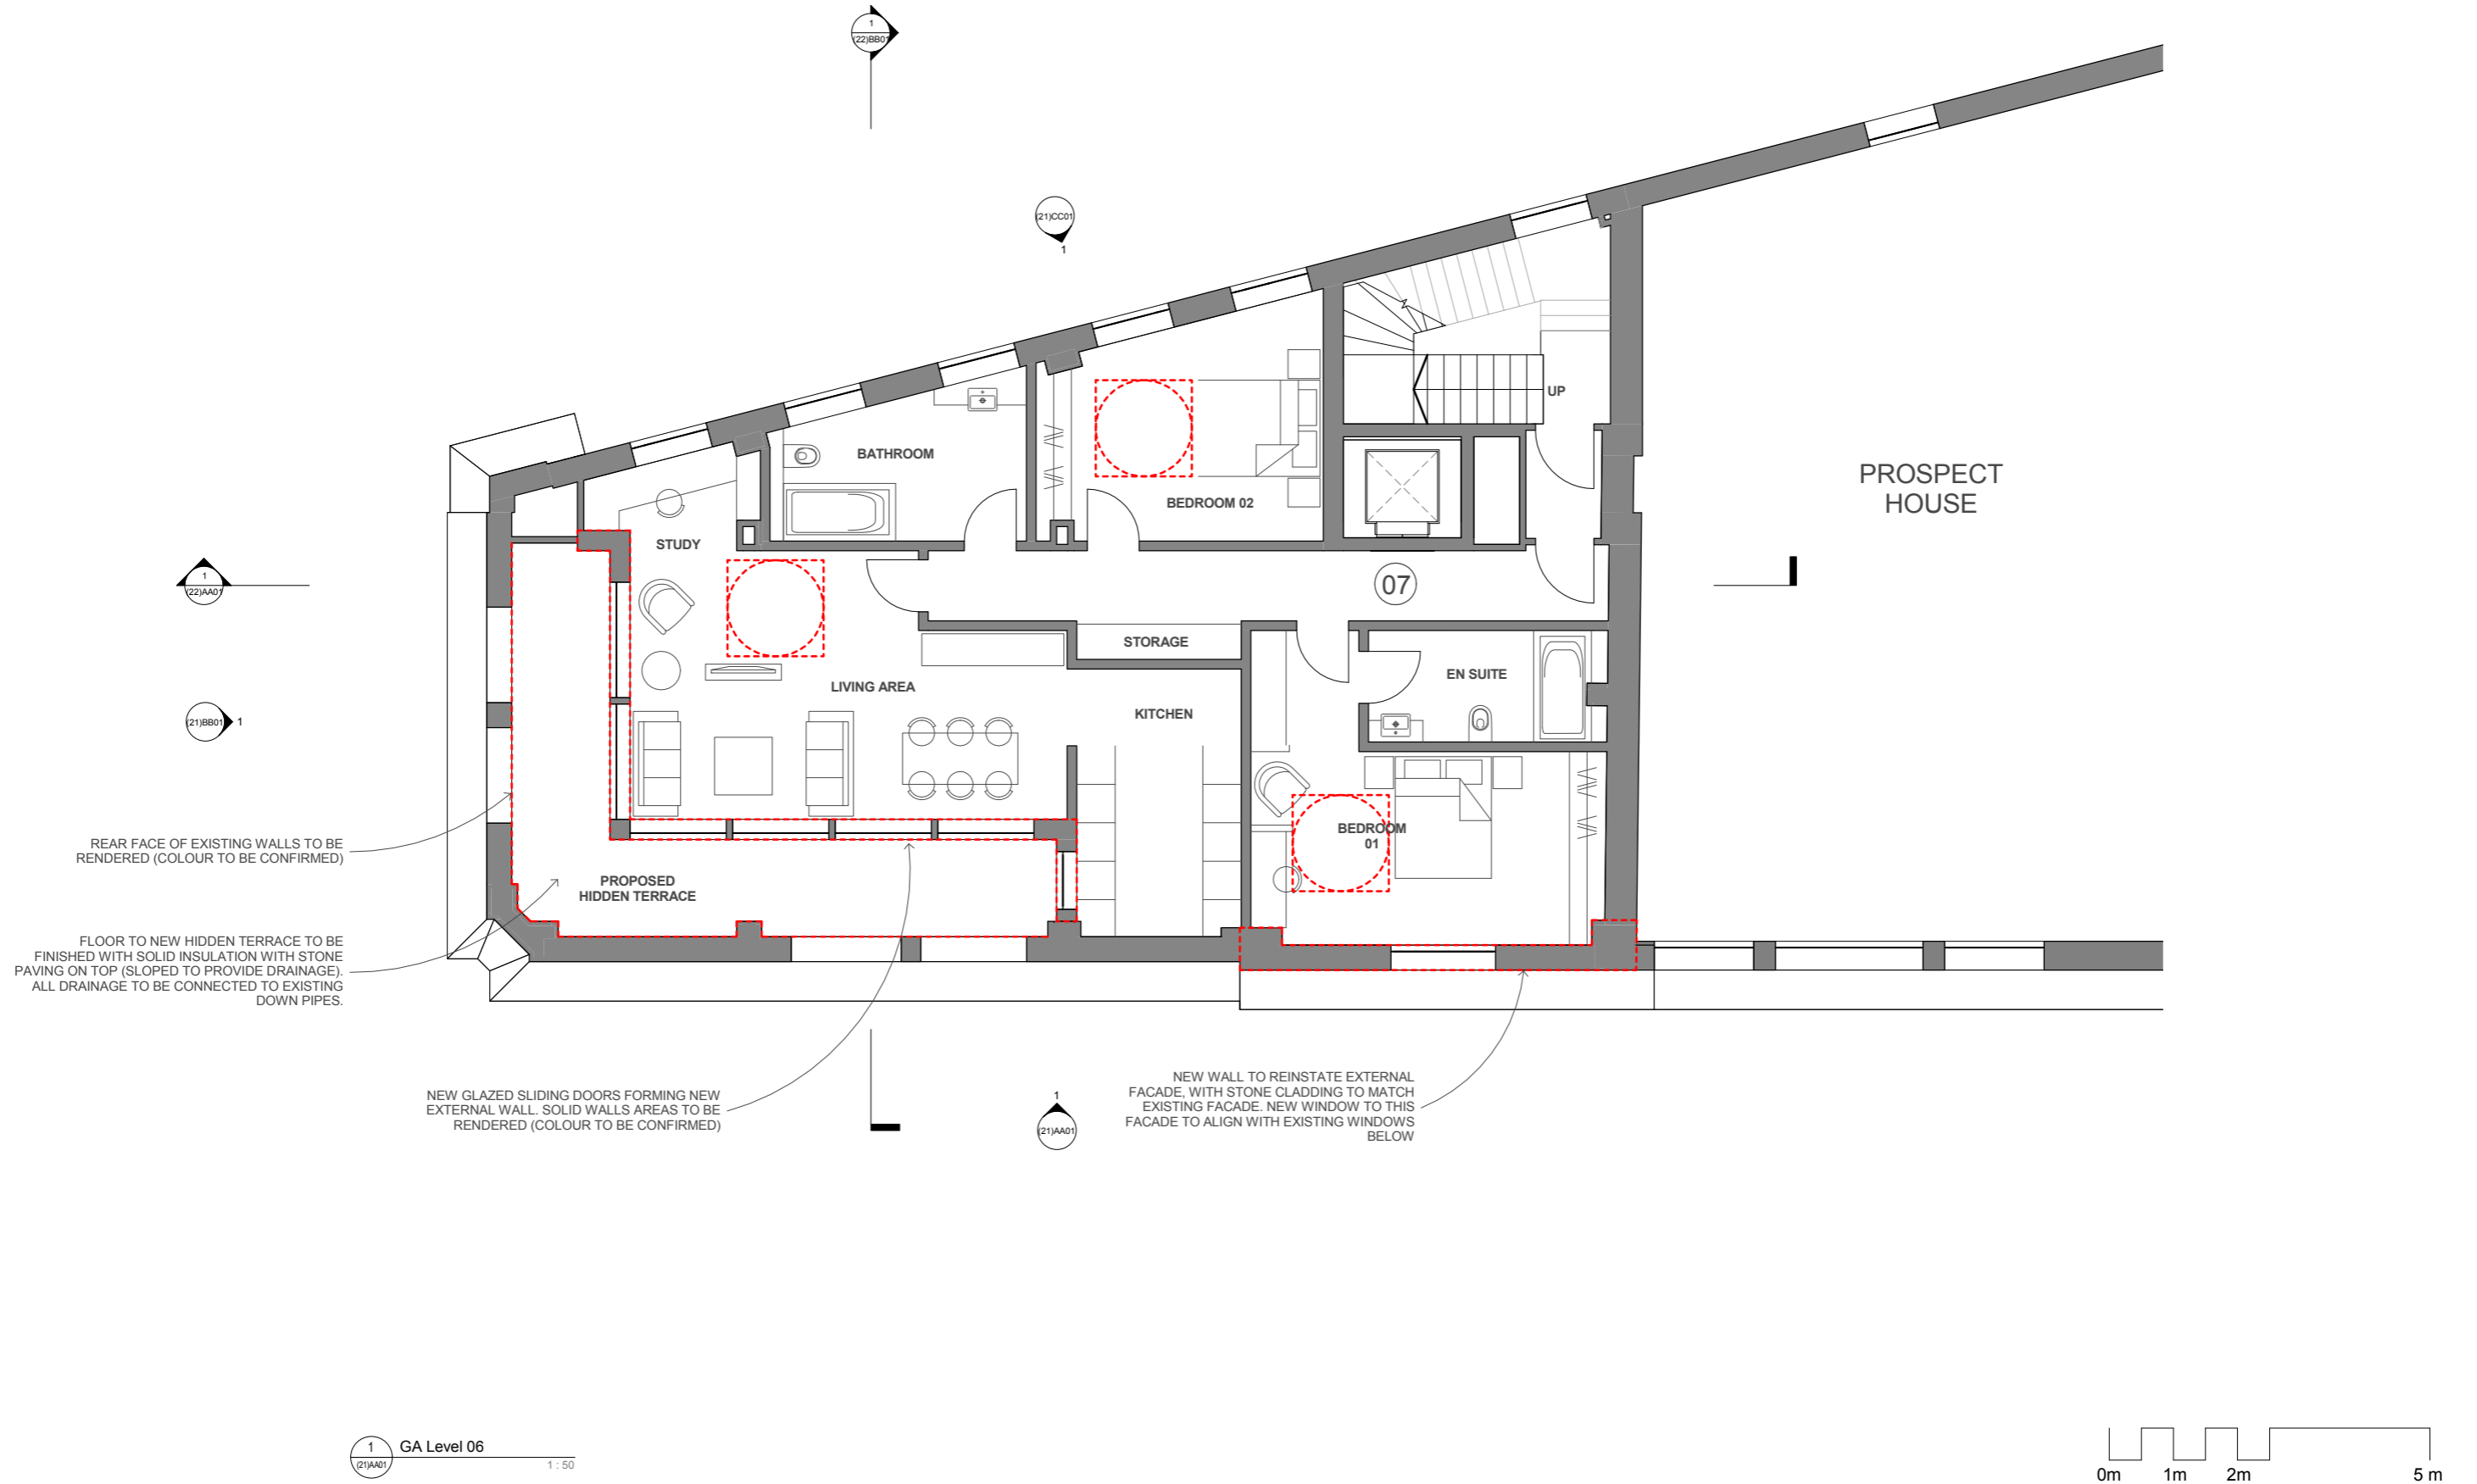 1
(22)BB01
(21)CC01
1
PROSPECT
HOUSE
UP
BATHROOM
BEDROOM 02
STUDY
1
(22)AA01
07
STORAGE
EN SUITE
LIVING AREA
KITCHEN
(21)BB01
1
BEDROOM
01
REAR FACE OF EXISTING WALLS TO BE
RENDERED (COLOUR TO BE CONFIRMED)
PROPOSED
HIDDEN TERRACE
FLOOR TO NEW HIDDEN TERRACE TO BE
FINISHED WITH SOLID INSULATION WITH STONE
PAVING ON TOP (SLOPED TO PROVIDE DRAINAGE).
ALL DRAINAGE TO BE CONNECTED TO EXISTING
DOWN PIPES.
NEW GLAZED SLIDING DOORS FORMING NEW
EXTERNAL WALL. SOLID WALLS AREAS TO BE
RENDERED (COLOUR TO BE CONFIRMED)
1
(21)AA01
NEW WALL TO REINSTATE EXTERNAL
FACADE, WITH STONE CLADDING TO MATCH
EXISTING FACADE. NEW WINDOW TO THIS
FACADE TO ALIGN WITH EXISTING WINDOWS
BELOW
1
(21)AA01
GA Level 06
1 : 50
0m 1m 2m 5 m